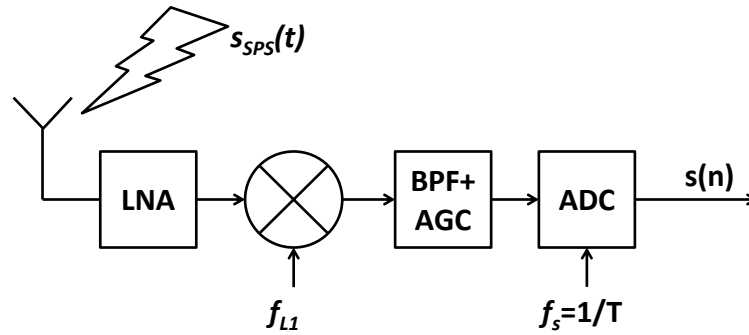 s_SPS(t)
LNA
BPF+
AGC
ADC
s(n)
f_L1
f_s=1/T